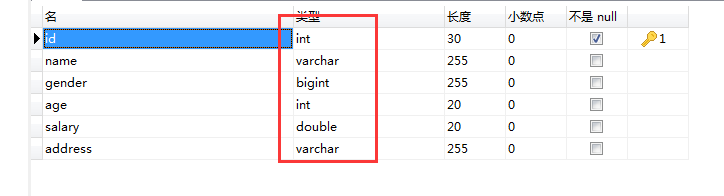 名 类型 长度 小数点 不是 null
id int 30 0 1
name varchar 255 0
gender bigint 255 0
age int 20 0
salary double 20 0
address varchar 255 0